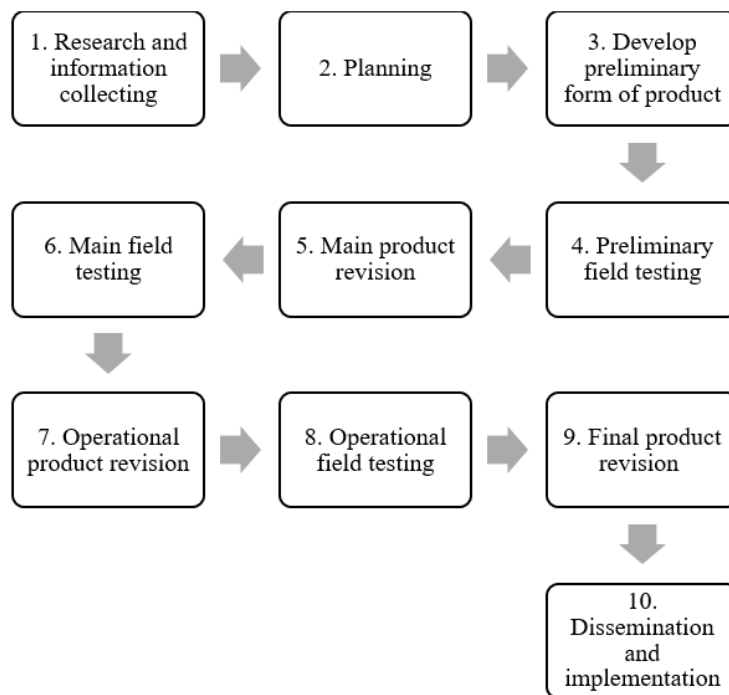 1. Research and
information
collecting
2. Planning
3. Develop
preliminary
form of product
4. Preliminary
field testing
5. Main product
revision
6. Main field
testing
7. Operational
product revision
8. Operational
field testing
9. Final product
revision
10.
Dissemination
and
implementation